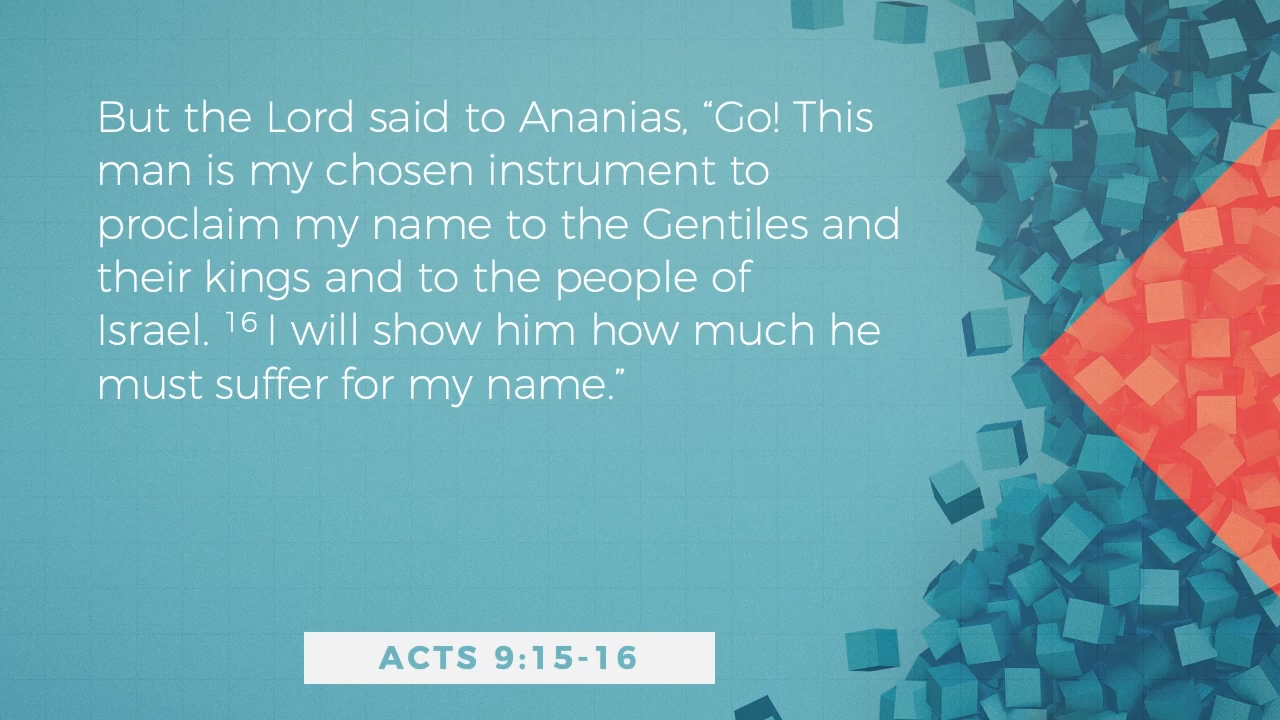 But the Lord said to Ananias, “Go! This
man is my chosen instrument to
proclaim my name to the Gentiles and
their kings and to the people of
Israel. ¹⁶ I will show him how much he
must suffer for my name.”
ACTS 9:15-16